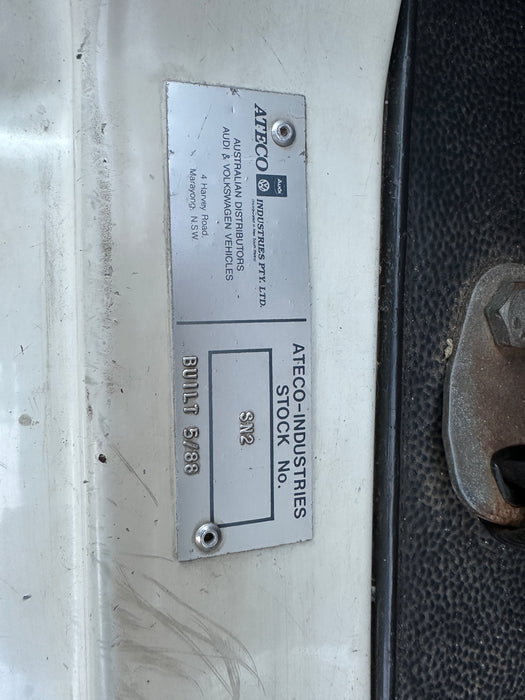 ATECO
Audi
INDUSTRIES PTY. LTD.
AUSTRALIAN DISTRIBUTORS
AUDI & VOLKSWAGEN VEHICLES
4 Harvey Road,
Marayong, N.S.W.
ATECO-INDUSTRIES
STOCK No.
SN2
BUILT 5/88